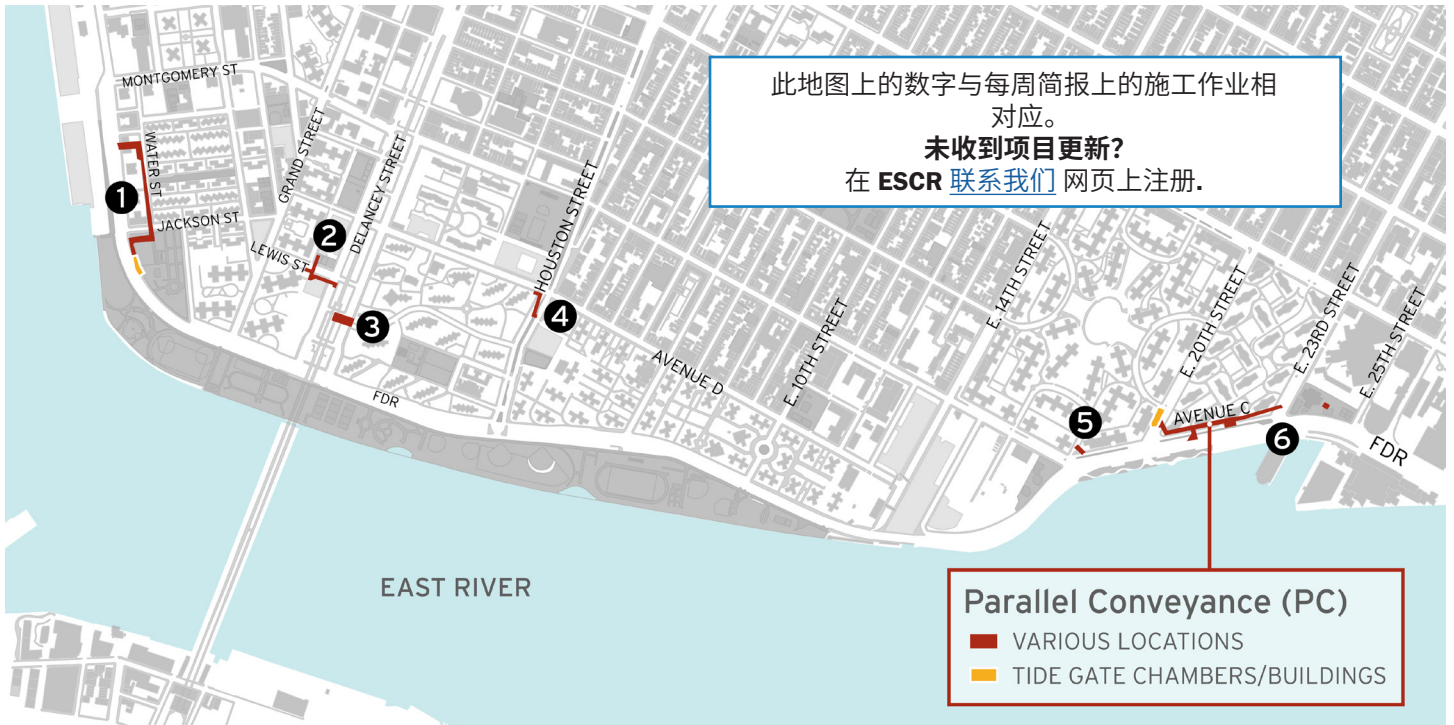 此地图上的数字与每周简报上的施工作业相
对应。
未收到项目更新?
在 ESCR 联系我们 网页上注册.
MONTGOMERY ST
WATER ST
JACKSON ST
GRAND STREET
DELANCEY STREET
LEWIS ST
HOUSTON STREET
AVENUE D
E. 10TH STREET
E. 14TH STREET
E. 20TH STREET
E. 23RD STREET
E. 25TH STREET
AVENUE C
FDR
FDR
1
2
3
4
5
6
EAST RIVER
Parallel Conveyance (PC)
VARIOUS LOCATIONS
TIDE GATE CHAMBERS/BUILDINGS